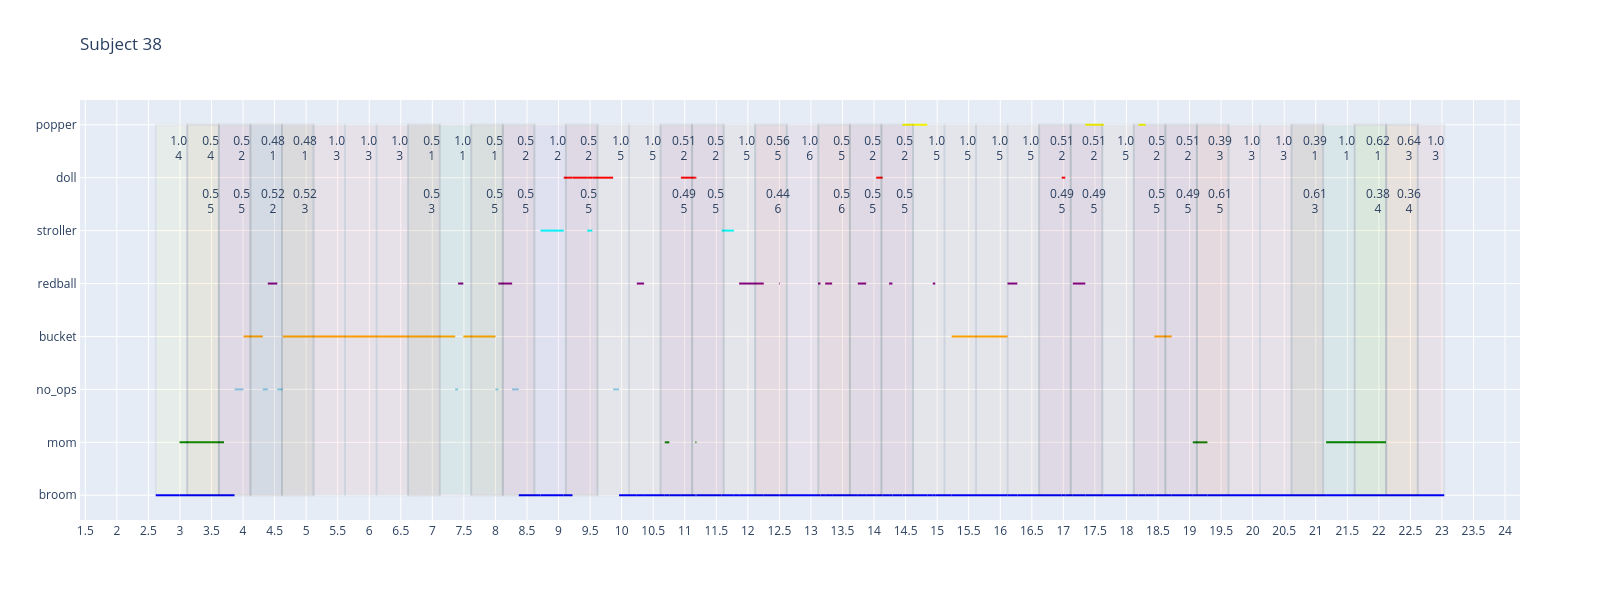 Subject 38
popper
1.0 0.5 0.5 0.48 0.48 1.0 1.0 1.0 0.5 1.0 0.5 0.5 1.0 0.5 1.0 1.0 0.51 0.5 1.0 0.56 1.0 0.5 0.5 0.5 1.0 1.0 1.0 1.0 0.51 0.51 1.0 0.5 0.51 0.39 1.0 1.0 0.39 1.0 0.62 0.64 1.0
4 4 2 1 1 3 3 3 1 1 1 2 2 2 5 5 2 2 5 5 6 5 2 2 5 5 5 5 2 2 5 2 2 3 3 3 1 1 1 3 3
doll
0.5 0.5 0.52 0.52 0.5 0.5 0.5 0.5 0.49 0.5 0.44 0.5 0.5 0.5 0.49 0.49 0.5 0.49 0.61 0.61 0.38 0.36
5 5 2 3 3 5 5 5 5 5 6 6 5 5 5 5 5 5 5 3 4 4
stroller
redball
bucket
no_ops
mom
broom
1.5 2 2.5 3 3.5 4 4.5 5 5.5 6 6.5 7 7.5 8 8.5 9 9.5 10 10.5 11 11.5 12 12.5 13 13.5 14 14.5 15 15.5 16 16.5 17 17.5 18 18.5 19 19.5 20 20.5 21 21.5 22 22.5 23 23.5 24